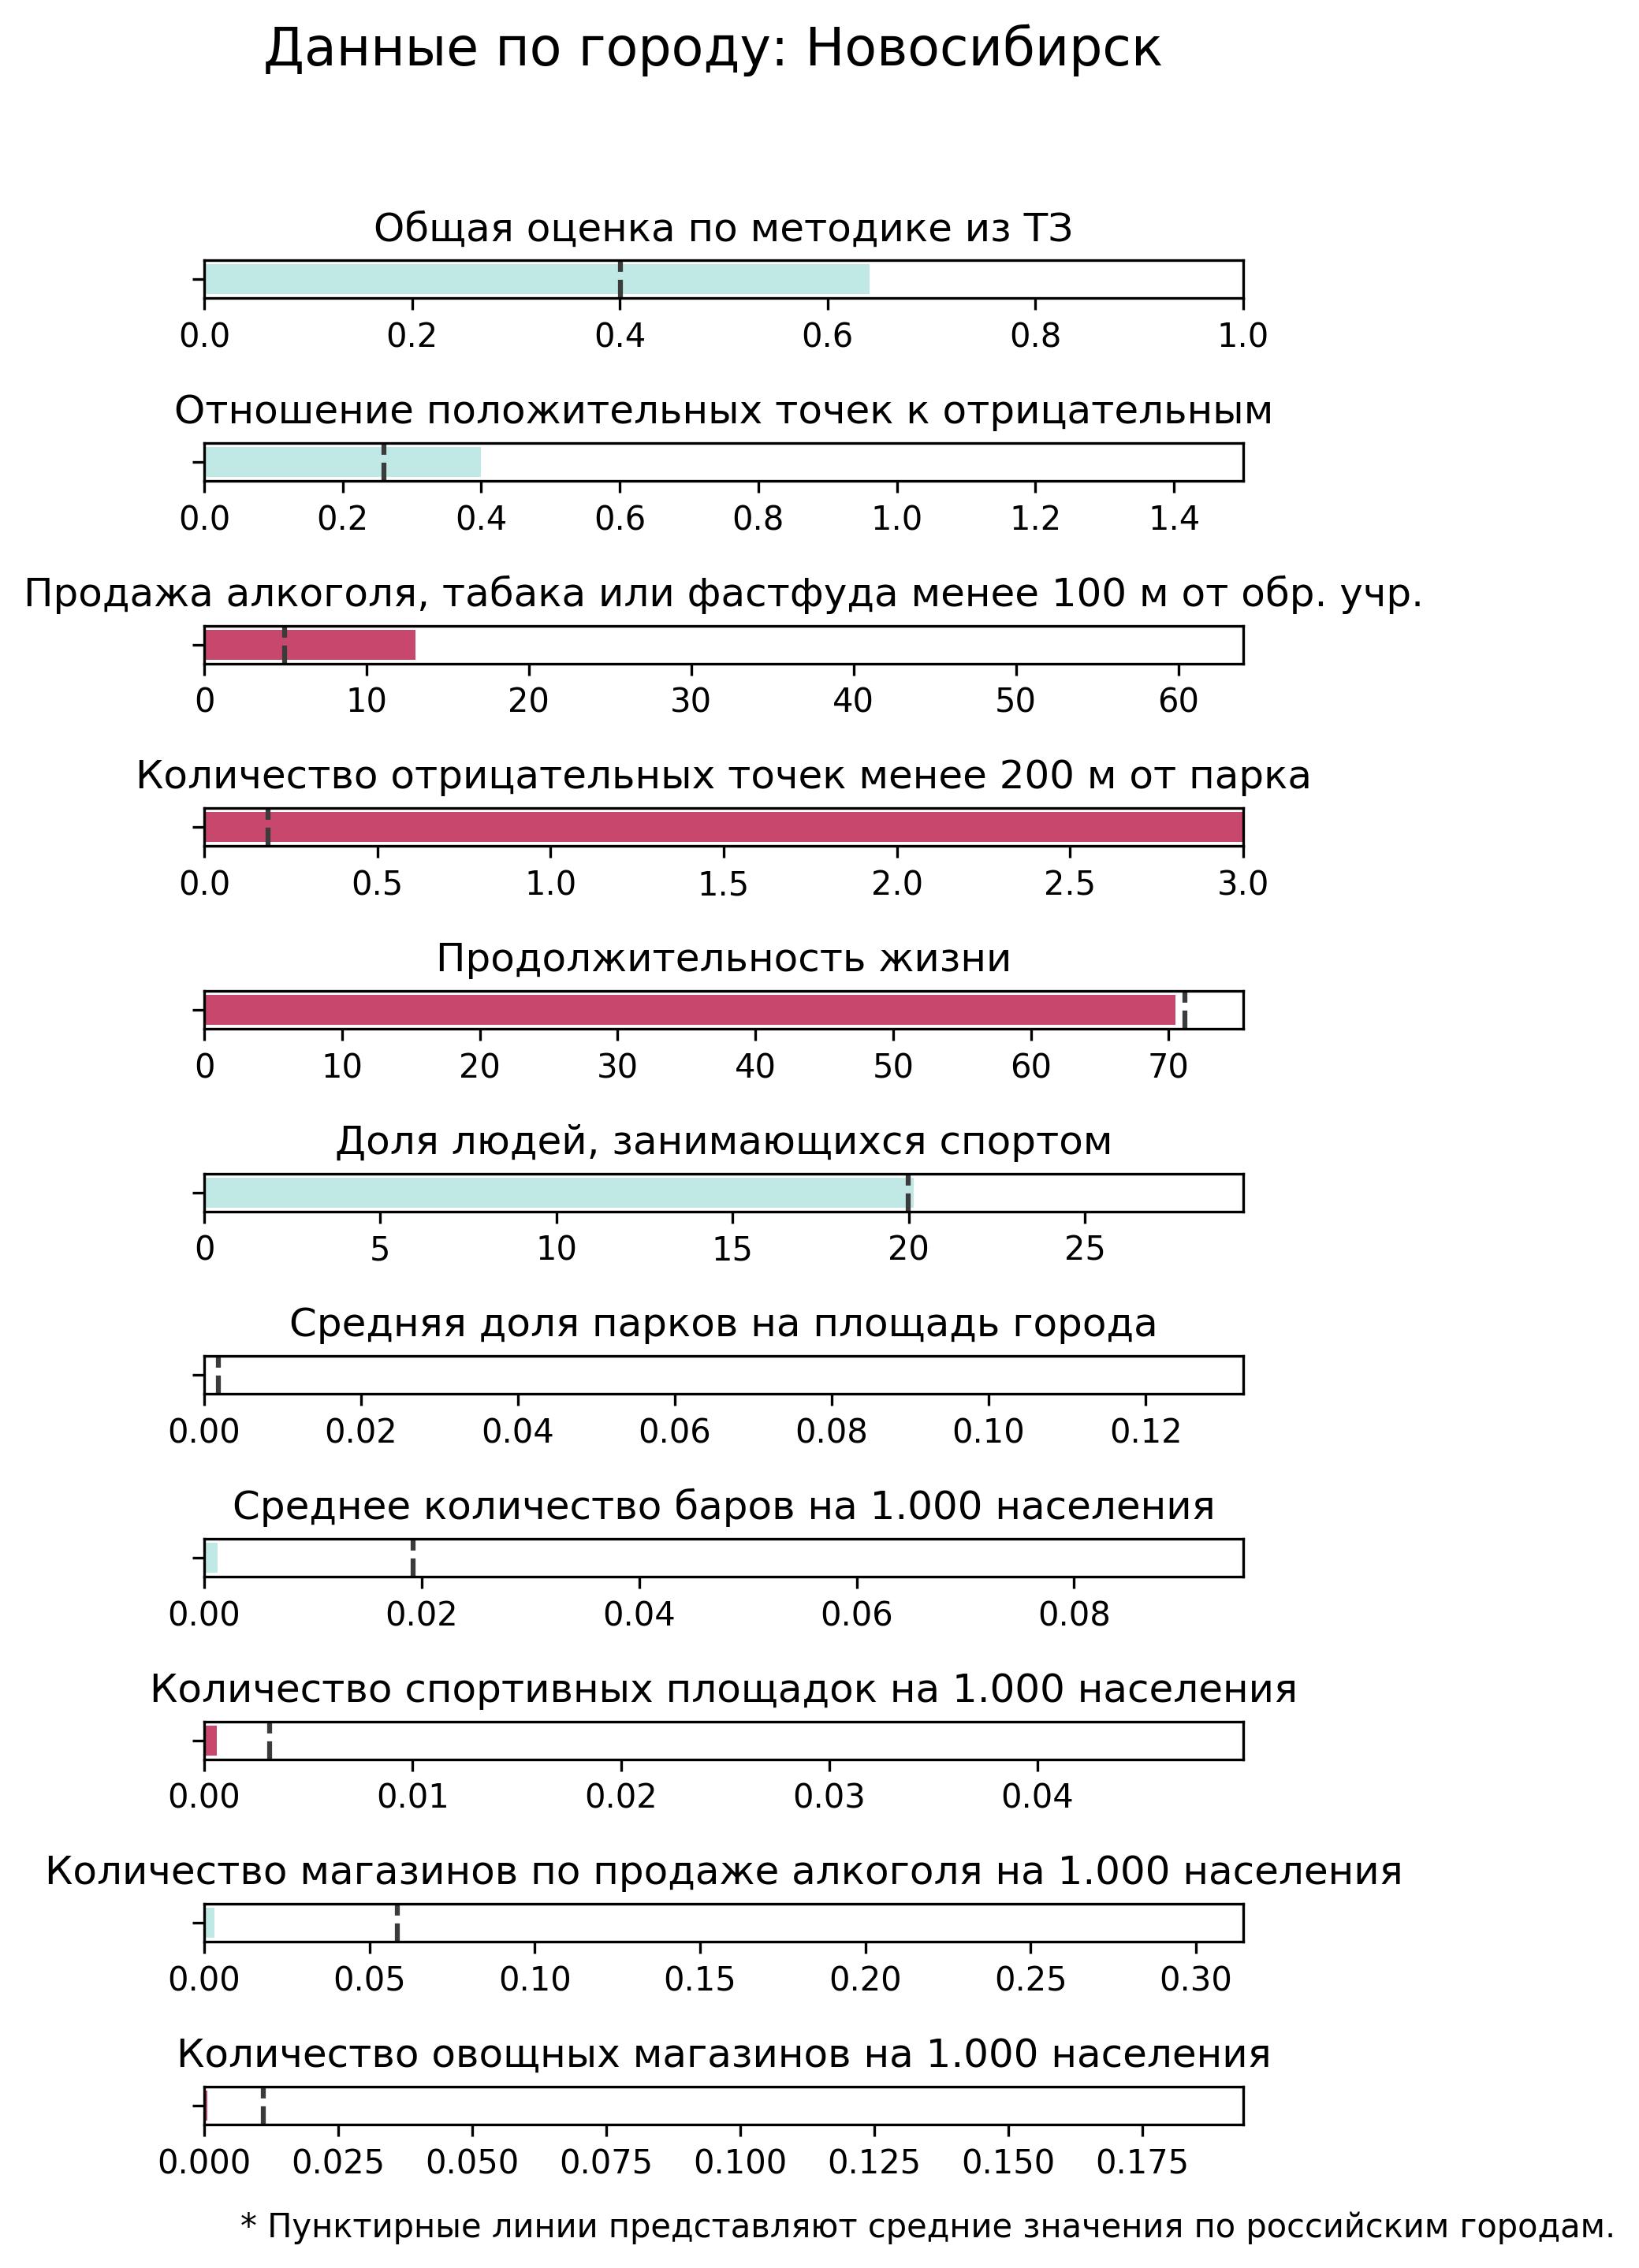 Данные по городу: Новосибирск
Общая оценка по методике из ТЗ
0.0 0.2 0.4 0.6 0.8 1.0
Отношение положительных точек к отрицательным
0.0 0.2 0.4 0.6 0.8 1.0 1.2 1.4
Продажа алкоголя, табака или фастфуда менее 100 м от обр. учр.
0 10 20 30 40 50 60
Количество отрицательных точек менее 200 м от парка
0.0 0.5 1.0 1.5 2.0 2.5 3.0
Продолжительность жизни
0 10 20 30 40 50 60 70
Доля людей, занимающихся спортом
0 5 10 15 20 25
Средняя доля парков на площадь города
0.00 0.02 0.04 0.06 0.08 0.10 0.12
Среднее количество баров на 1.000 населения
0.00 0.02 0.04 0.06 0.08
Количество спортивных площадок на 1.000 населения
0.00 0.01 0.02 0.03 0.04
Количество магазинов по продаже алкоголя на 1.000 населения
0.00 0.05 0.10 0.15 0.20 0.25 0.30
Количество овощных магазинов на 1.000 населения
0.000 0.025 0.050 0.075 0.100 0.125 0.150 0.175
* Пунктирные линии представляют средние значения по российским городам.